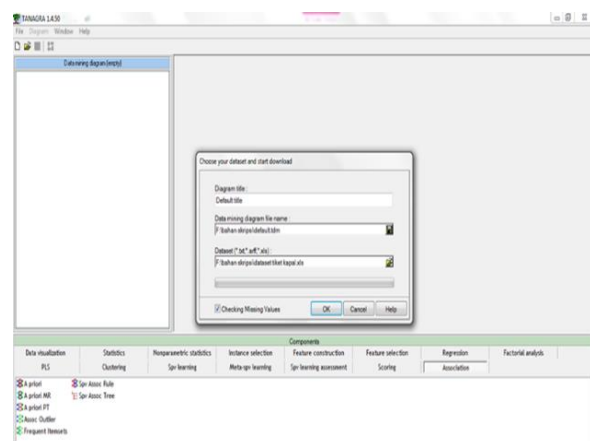 TANAGRA 1.4.50
File Diagram Window Help
Data mining diagram (empty)
Choose your dataset and start download
Diagram title :
Default title
Data mining diagram file name :
F:\bahan skripsi\default.tdm
Dataset (*.txt,*.arff,*.xls) :
F:\bahan skripsi\dataset tiket kapal.xls
Checking Missing Values
OK Cancel Help
Components
Data visualization Statistics Nonparametric statistics Instance selection Feature construction Feature selection Regression Factorial analysis
PLS Clustering Spv learning Meta-spv learning Spv learning assessment Scoring Association
A priori Spv Assoc Rule
A priori MR Spv Assoc Tree
A priori PT
Assoc Outlier
Frequent Itemsets